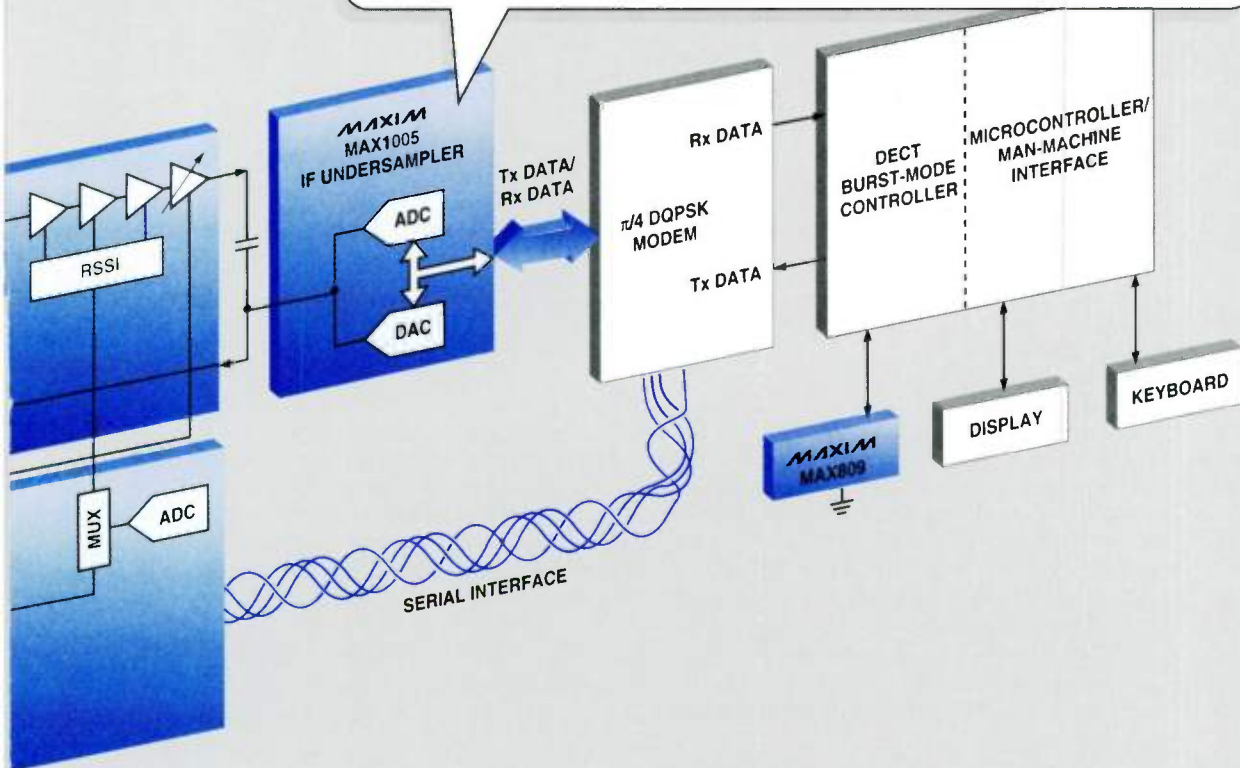 MAXIM
MAX1005
IF UNDERSAMPLER
ADC
DAC
RSSI
Tx DATA/
Rx DATA
π/4 DQPSK
MODEM
Rx DATA
Tx DATA
DECT
BURST-MODE
CONTROLLER
MICROCONTROLLER/
MAN-MACHINE
INTERFACE
MAXIM
MAX809
DISPLAY
KEYBOARD
MUX
ADC
SERIAL INTERFACE